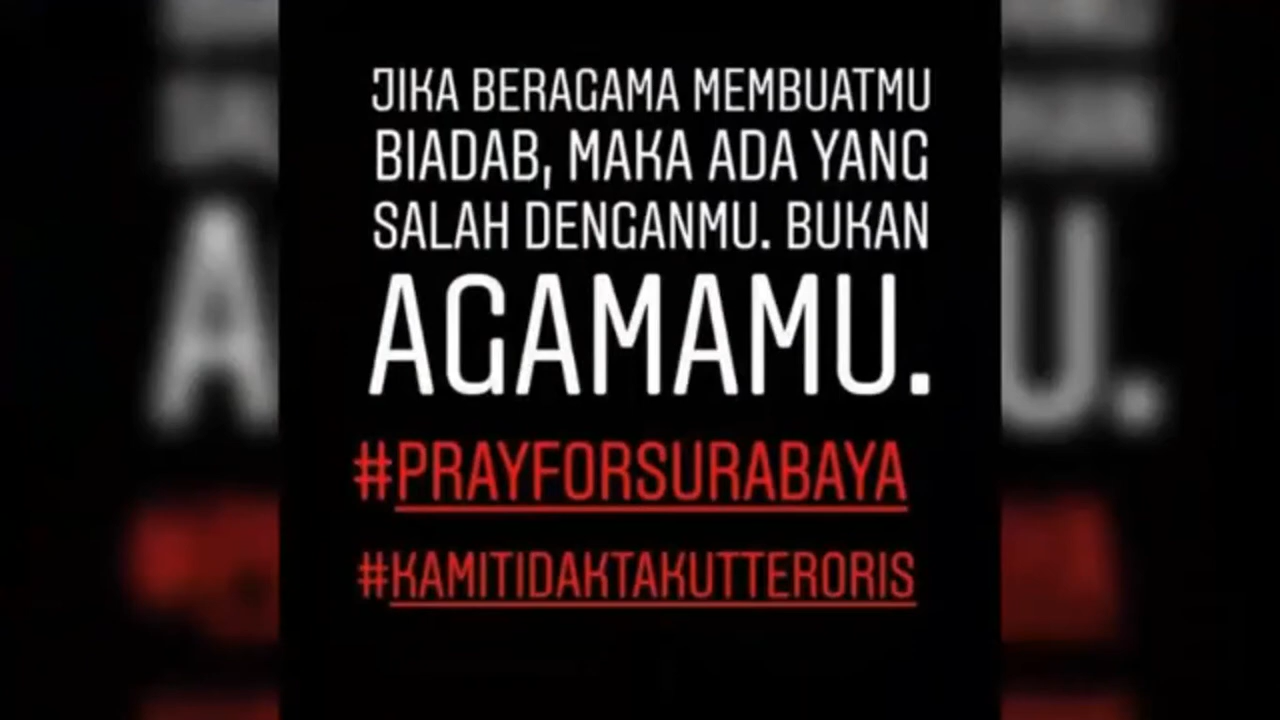 JIKA BERAGAMA MEMBUATMU
BIADAB, MAKA ADA YANG
SALAH DENGANMU. BUKAN
AGAMAMU.
#PRAYFORSURABAYA
#KAMITIDAKTAKUTTERORIS